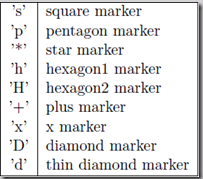 's' square marker
'p' pentagon marker
'*' star marker
'h' hexagon1 marker
'H' hexagon2 marker
'+' plus marker
'x' x marker
'D' diamond marker
'd' thin diamond marker